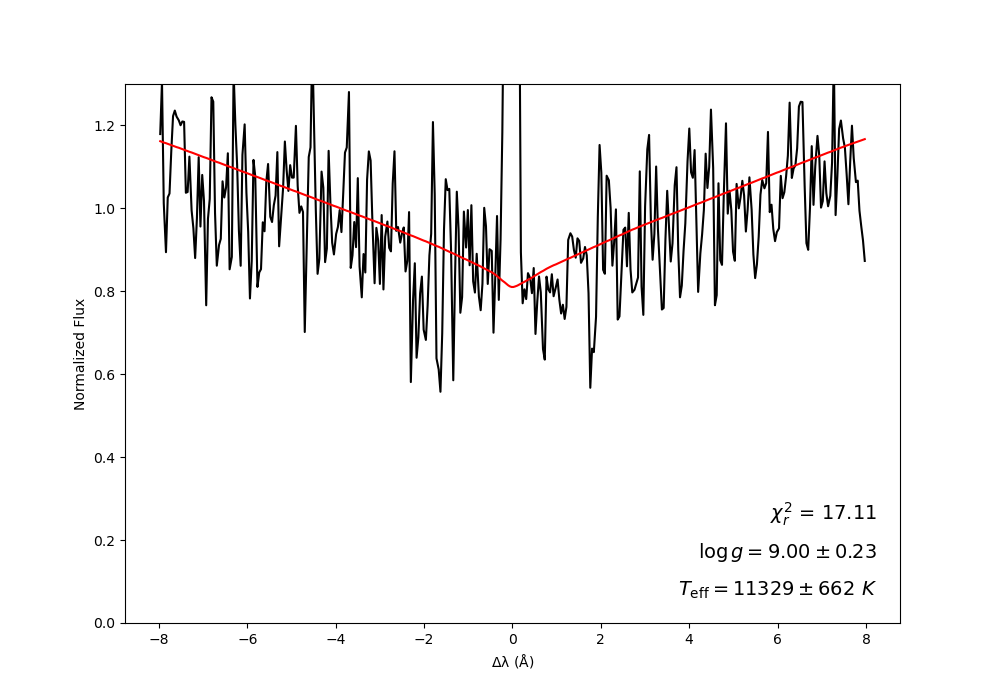 1.2
1.0
0.8
0.6
0.4
0.2
0.0
Normalized Flux
χ²ᵣ = 17.11
log g = 9.00 ± 0.23
T_eff = 11329 ± 662 K
−8 −6 −4 −2 0 2 4 6 8
Δλ (Å)